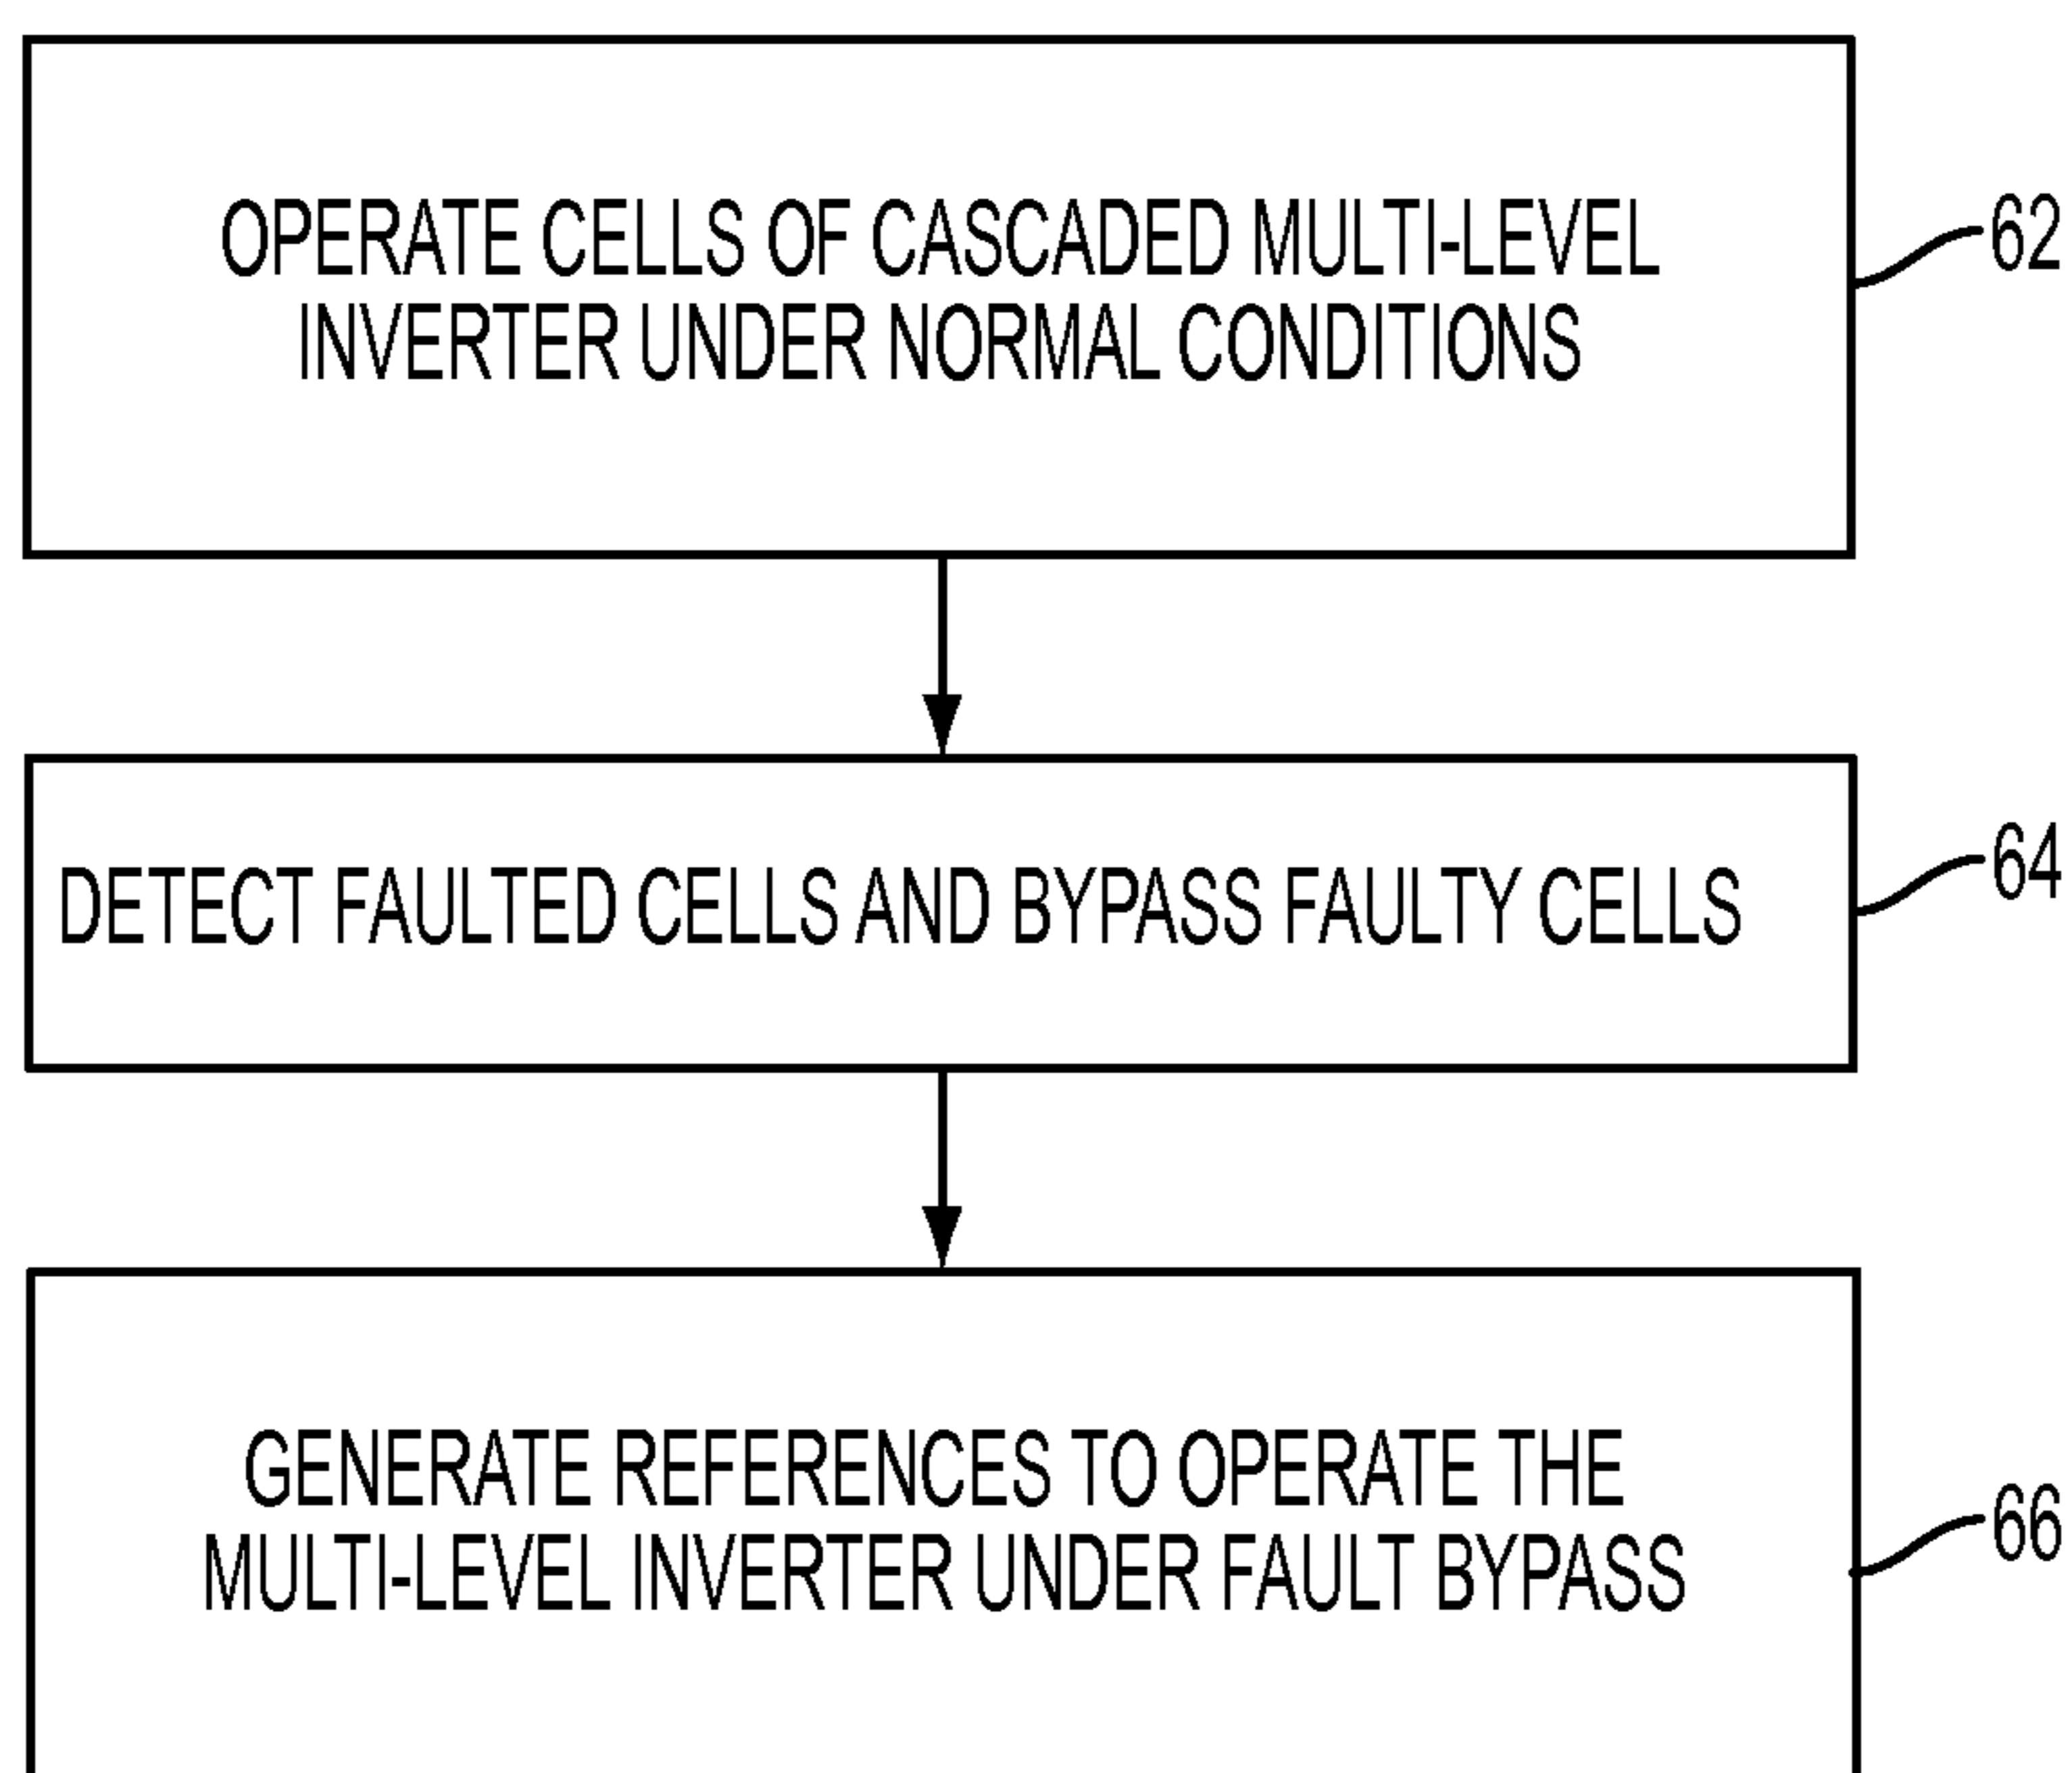 OPERATE CELLS OF CASCADED MULTI-LEVEL
INVERTER UNDER NORMAL CONDITIONS
62
DETECT FAULTED CELLS AND BYPASS FAULTY CELLS
64
GENERATE REFERENCES TO OPERATE THE
MULTI-LEVEL INVERTER UNDER FAULT BYPASS
66